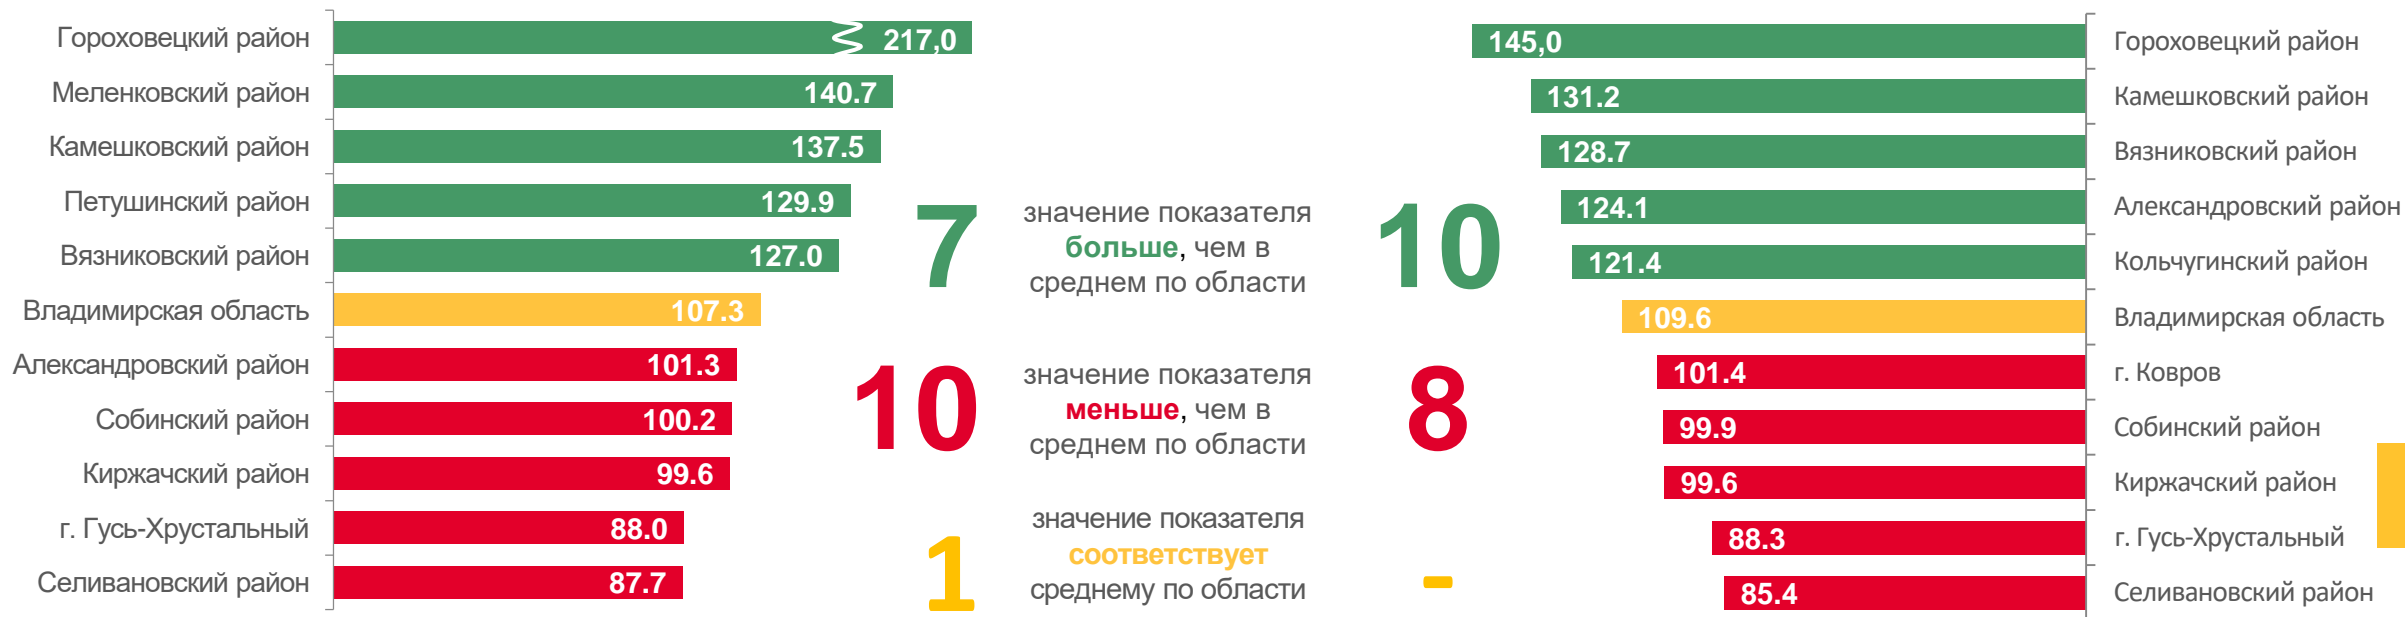 Гороховецкий район 217,0
Меленковский район 140.7
Камешковский район 137.5
Петушинский район 129.9
Вязниковский район 127.0
Владимирская область 107.3
Александровский район 101.3
Собинский район 100.2
Киржачский район 99.6
г. Гусь-Хрустальный 88.0
Селивановский район 87.7
7
значение показателя
больше, чем в
среднем по области
10
10
значение показателя
меньше, чем в
среднем по области
8
1
значение показателя
соответствует
среднему по области
-
145,0 Гороховецкий район
131.2 Камешковский район
128.7 Вязниковский район
124.1 Александровский район
121.4 Кольчугинский район
109.6 Владимирская область
101.4 г. Ковров
99.9 Собинский район
99.6 Киржачский район
88.3 г. Гусь-Хрустальный
85.4 Селивановский район